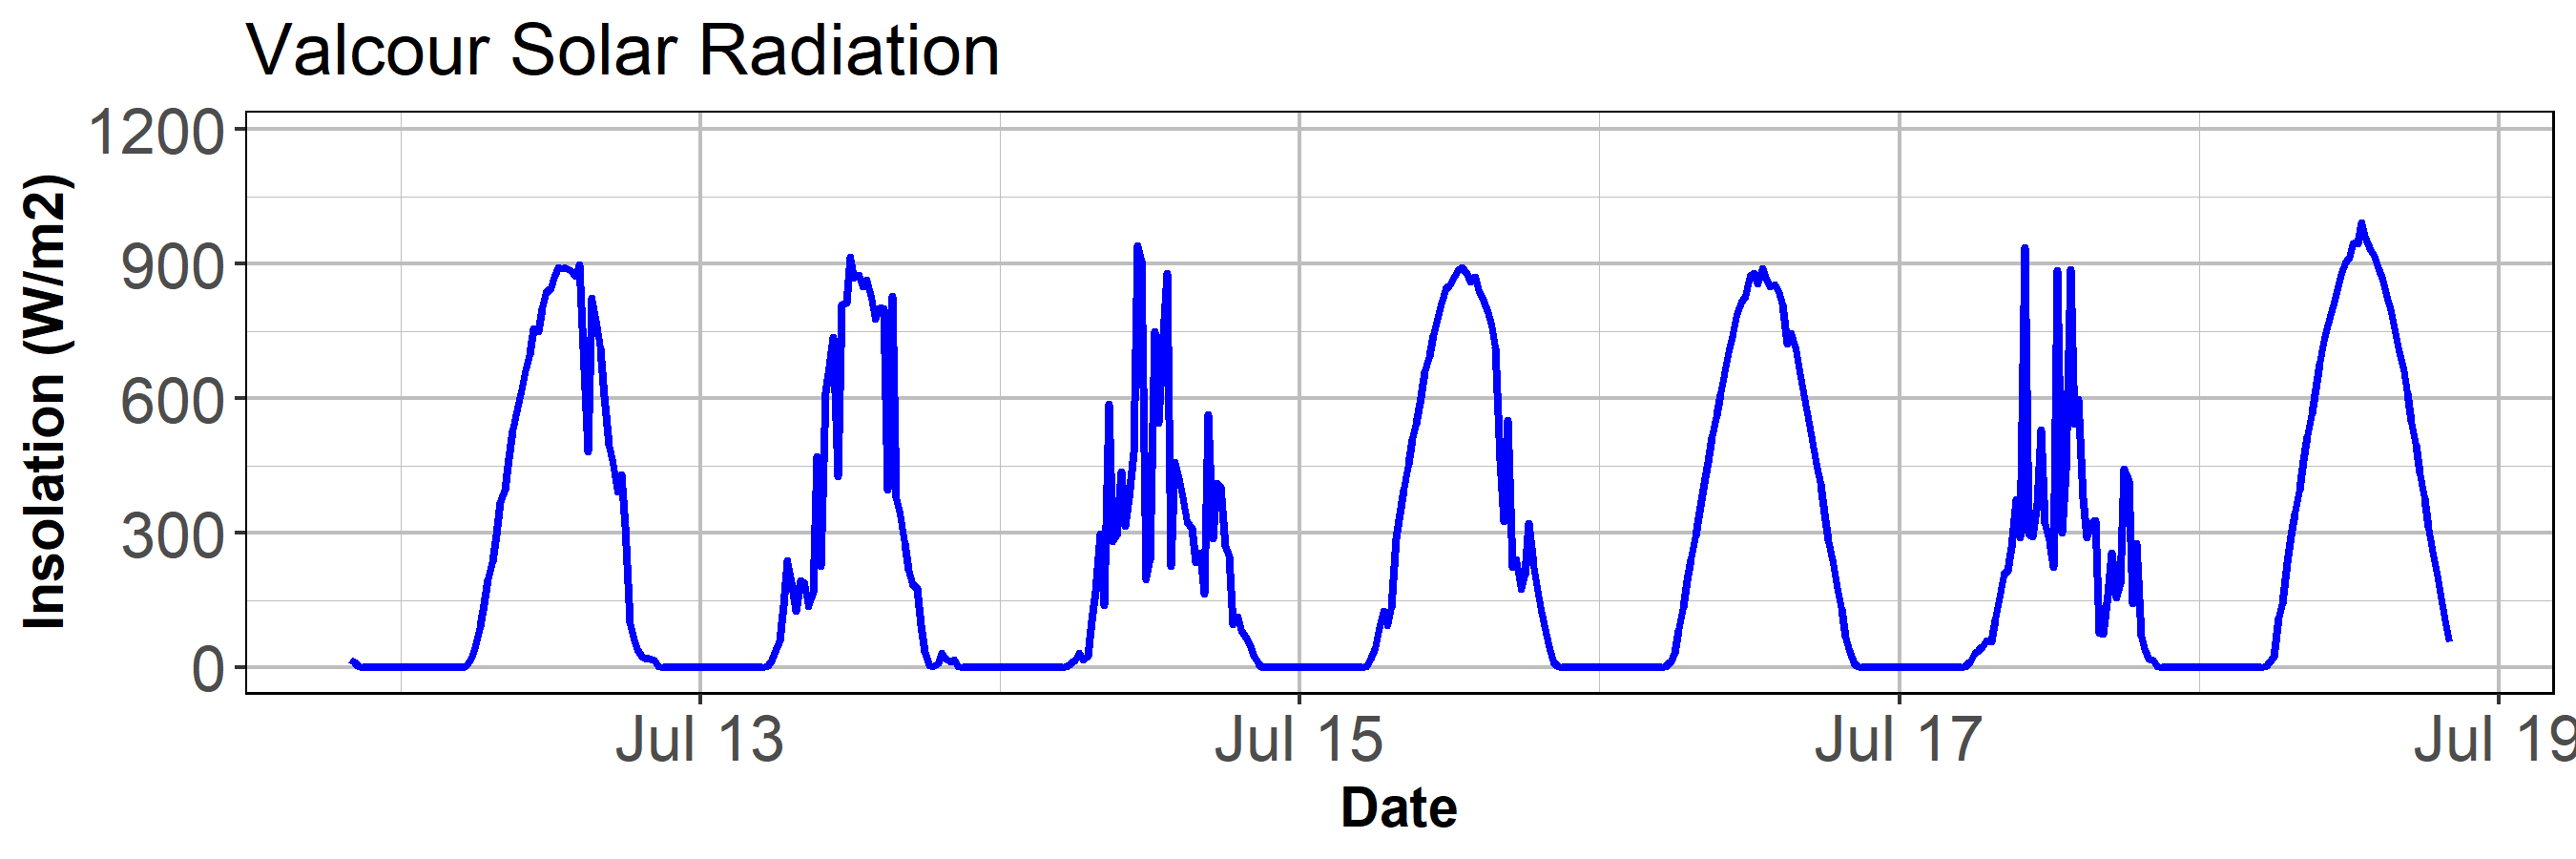 Valcour Solar Radiation
Insolation (W/m2)
1200
900
600
300
0
Jul 13
Jul 15
Jul 17
Jul 19
Date